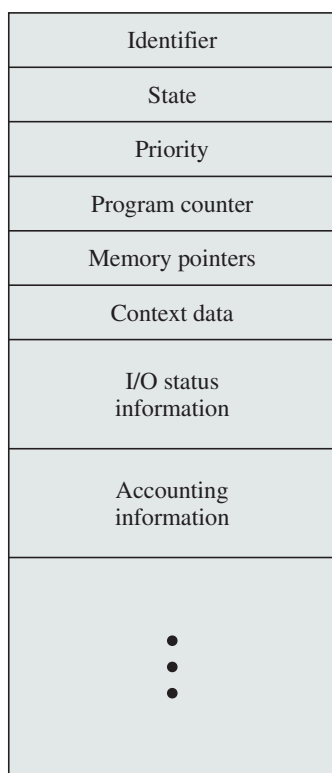 Identifier
State
Priority
Program counter
Memory pointers
Context data
I/O status
information
Accounting
information